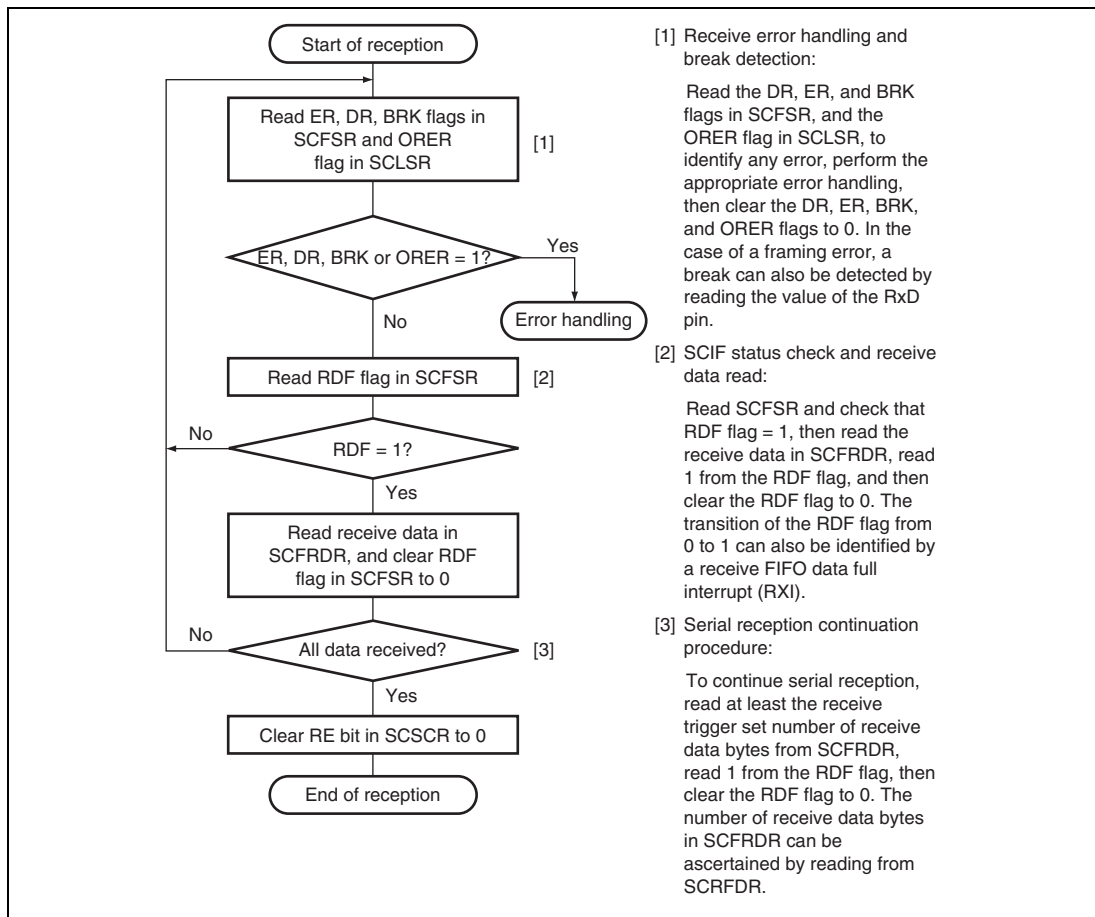 Start of reception
Read ER, DR, BRK flags in
SCFSR and ORER
flag in SCLSR
[1]
ER, DR, BRK or ORER = 1?
Yes
Error handling
No
Read RDF flag in SCFSR
[2]
No
RDF = 1?
Yes
Read receive data in
SCFRDR, and clear RDF
flag in SCFSR to 0
No
All data received?
[3]
Yes
Clear RE bit in SCSCR to 0
End of reception
[1] Receive error handling and
break detection:
Read the DR, ER, and BRK
flags in SCFSR, and the
ORER flag in SCLSR, to
identify any error, perform the
appropriate error handling,
then clear the DR, ER, BRK,
and ORER flags to 0. In the
case of a framing error, a
break can also be detected by
reading the value of the RxD
pin.
[2] SCIF status check and receive
data read:
Read SCFSR and check that
RDF flag = 1, then read the
receive data in SCFRDR, read
1 from the RDF flag, and then
clear the RDF flag to 0. The
transition of the RDF flag from
0 to 1 can also be identified by
a receive FIFO data full
interrupt (RXI).
[3] Serial reception continuation
procedure:
To continue serial reception,
read at least the receive
trigger set number of receive
data bytes from SCFRDR,
read 1 from the RDF flag, then
clear the RDF flag to 0. The
number of receive data bytes
in SCFRDR can be
ascertained by reading from
SCRFDR.